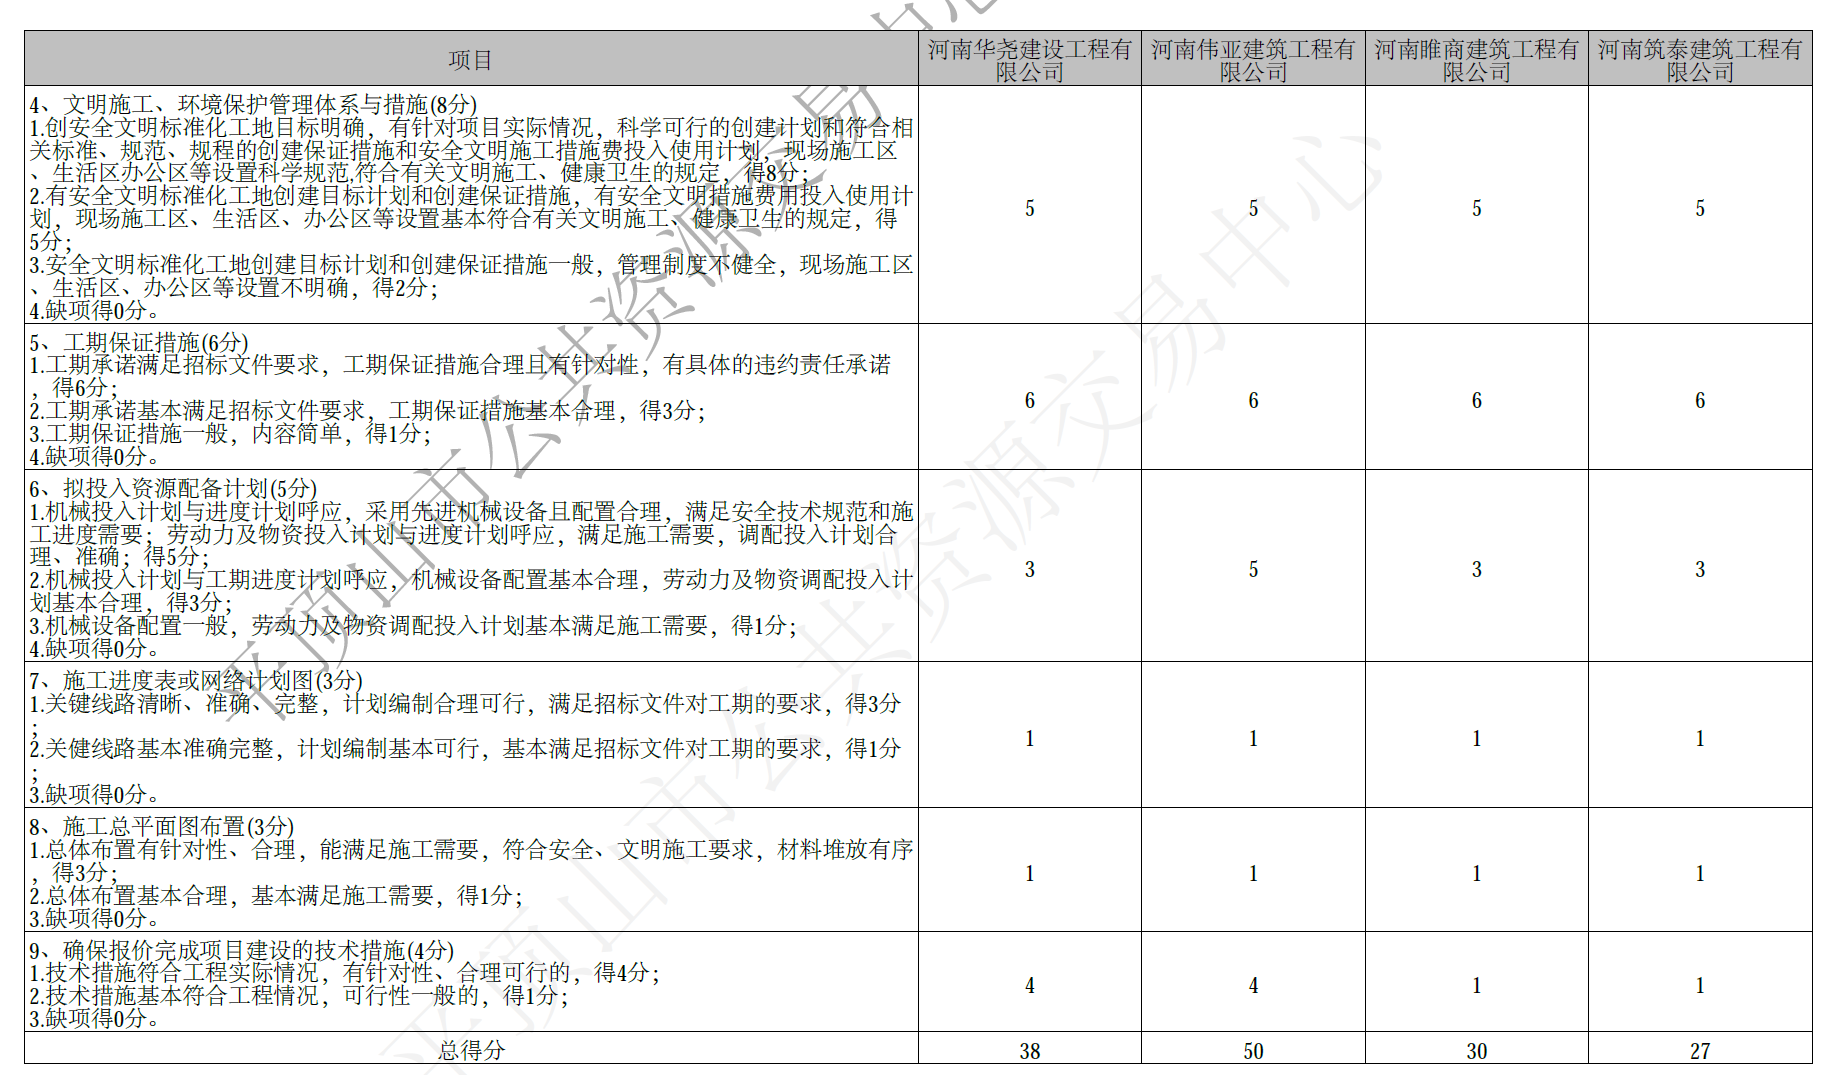 项目
河南华尧建设工程有
限公司
河南伟亚建筑工程有
限公司
河南睢商建筑工程有
限公司
河南筑泰建筑工程有
限公司
4、文明施工、环境保护管理体系与措施(8分)
1.创安全文明标准化工地目标明确，有针对项目实际情况，科学可行的创建计划和符合相
关标准、规范、规程的创建保证措施和安全文明施工措施费投入使用计划，现场施工区
、生活区办公区等设置科学规范,符合有关文明施工、健康卫生的规定，得8分；
2.有安全文明标准化工地创建目标计划和创建保证措施，有安全文明措施费用投入使用计
划，现场施工区、生活区、办公区等设置基本符合有关文明施工、健康卫生的规定，得
5分；
3.安全文明标准化工地创建目标计划和创建保证措施一般，管理制度不健全，现场施工区
、生活区、办公区等设置不明确，得2分；
4.缺项得0分。
5
5
5
5
5、工期保证措施(6分)
1.工期承诺满足招标文件要求，工期保证措施合理且有针对性，有具体的违约责任承诺
，得6分；
2.工期承诺基本满足招标文件要求，工期保证措施基本合理，得3分；
3.工期保证措施一般，内容简单，得1分；
4.缺项得0分。
6
6
6
6
6、拟投入资源配备计划(5分)
1.机械投入计划与进度计划呼应，采用先进机械设备且配置合理，满足安全技术规范和施
工进度需要；劳动力及物资投入计划与进度计划呼应，满足施工需要，调配投入计划合
理、准确；得5分；
2.机械投入计划与工期进度计划呼应，机械设备配置基本合理，劳动力及物资调配投入计
划基本合理，得3分；
3.机械设备配置一般，劳动力及物资调配投入计划基本满足施工需要，得1分；
4.缺项得0分。
3
5
3
3
7、施工进度表或网络计划图(3分)
1.关键线路清晰、准确、完整，计划编制合理可行，满足招标文件对工期的要求，得3分
；
2.关健线路基本准确完整，计划编制基本可行，基本满足招标文件对工期的要求，得1分
；
3.缺项得0分。
1
1
1
1
8、施工总平面图布置(3分)
1.总体布置有针对性、合理，能满足施工需要，符合安全、文明施工要求，材料堆放有序
，得3分；
2.总体布置基本合理，基本满足施工需要，得1分；
3.缺项得0分。
1
1
1
1
9、确保报价完成项目建设的技术措施(4分)
1.技术措施符合工程实际情况，有针对性、合理可行的，得4分；
2.技术措施基本符合工程情况，可行性一般的，得1分；
3.缺项得0分。
4
4
1
1
总得分
38
50
30
27
平顶山市公共资源交易中心
平顶山市公共资源交易中心